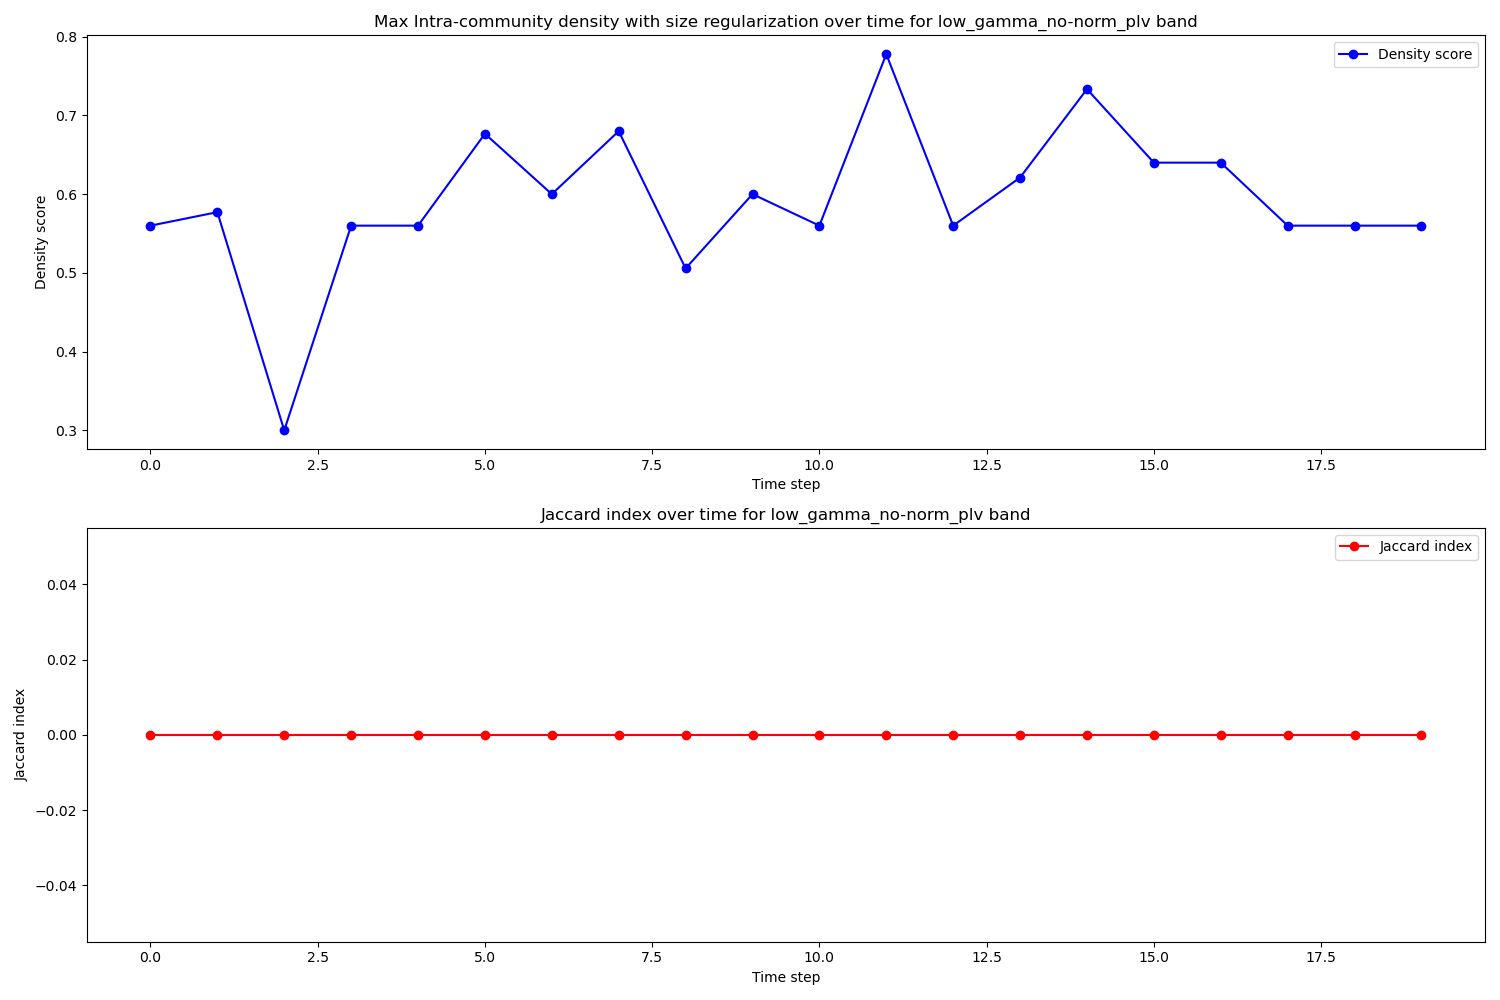 Max Intra-community density with size regularization over time for low_gamma_no-norm_plv band
Density score
0.8
0.7
0.6
0.5
0.4
0.3
Density score
0.0 2.5 5.0 7.5 10.0 12.5 15.0 17.5
Time step
Jaccard index over time for low_gamma_no-norm_plv band
Jaccard index
0.04
0.02
0.00
−0.02
−0.04
Jaccard index
0.0 2.5 5.0 7.5 10.0 12.5 15.0 17.5
Time step